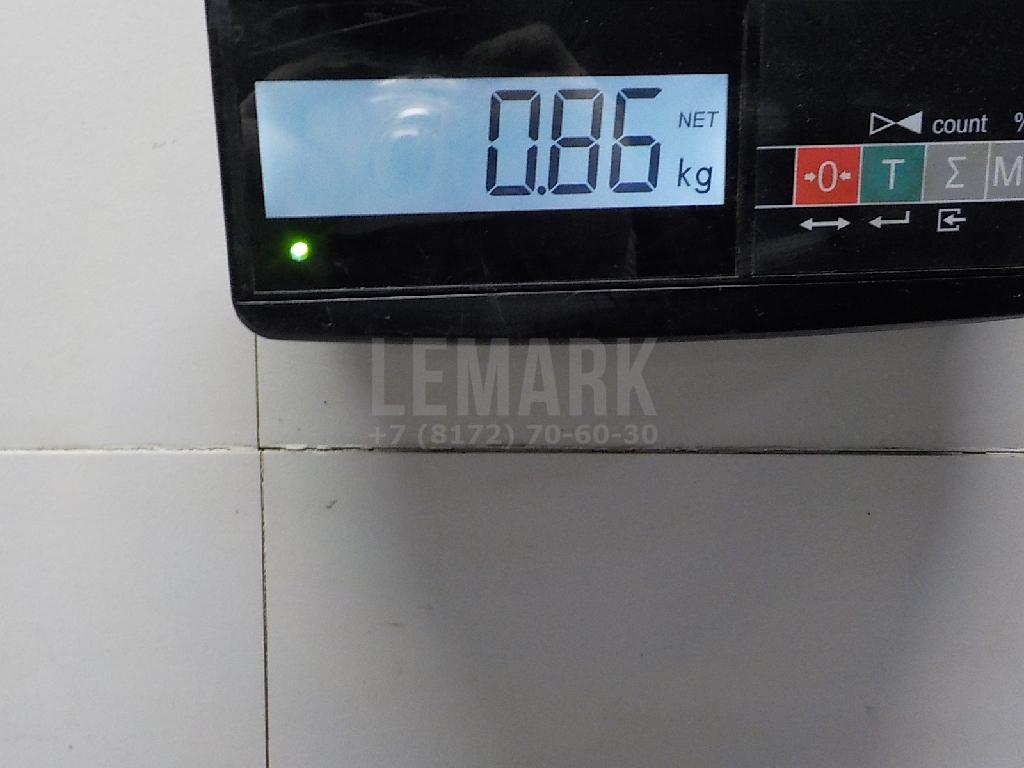 0.86 NET
kg
count %
→0← T Σ M
LEMARK
+7 (8172) 70-60-30